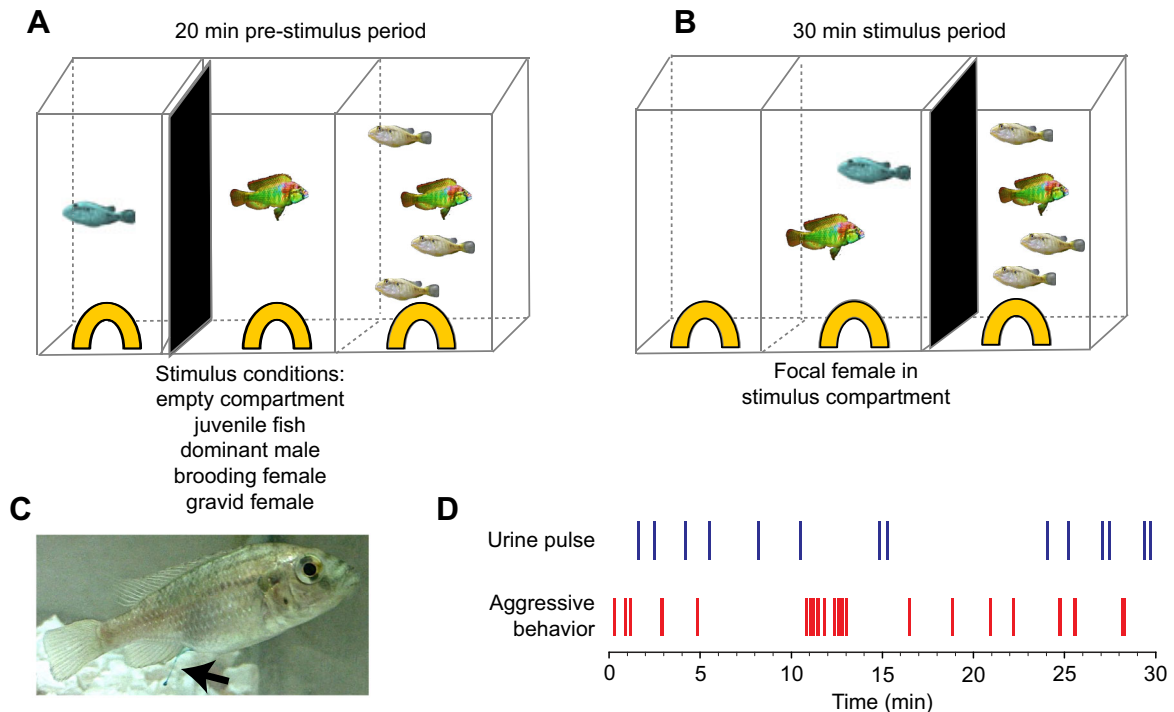 A
20 min pre-stimulus period
Stimulus conditions:
empty compartment
juvenile fish
dominant male
brooding female
gravid female
B
30 min stimulus period
Focal female in
stimulus compartment
C
D
Urine pulse
Aggressive
behavior
0 5 10 15 20 25 30
Time (min)